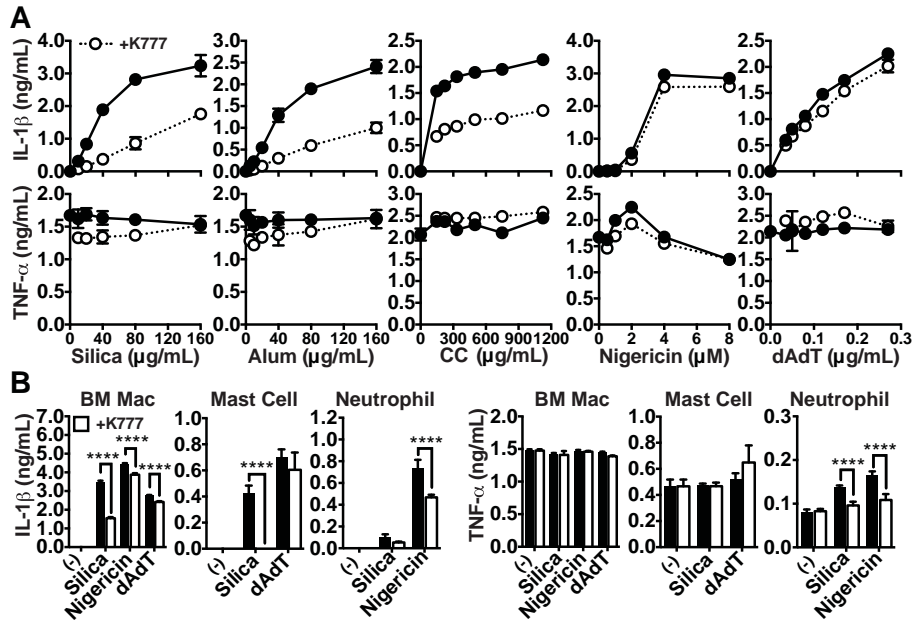 A
+K777
IL-1β (ng/mL)
4.0 3.0 2.5 4.0 2.5
3.0 2.5 2.0 3.0 2.0
2.0 2.0 1.5 2.0 1.5
1.5 1.0 1.0
1.0 1.0 0.5 1.0 0.5
0.5
0.0 0.0 0.0 0.0 0.0
TNF-α (ng/mL)
2.0 2.0 3.0 2.5 3.0
1.5 1.5 2.5 2.0 2.5
1.0 1.0 2.0 1.5 2.0
1.5 1.5
0.5 0.5 1.0 1.0 1.0
0.5 0.5 0.5
0.0 0.0 0.0 0.0 0.0
0 40 80 120 160 0 40 80 120 160 0 300 600 900 1200 0 2 4 6 8 0.0 0.1 0.2 0.3
Silica (µg/mL) Alum (µg/mL) CC (µg/mL) Nigericin (µM) dAdT (µg/mL)
B
BM Mac Mast Cell Neutrophil BM Mac Mast Cell Neutrophil
+K777
IL-1β (ng/mL)
7.0 1.0 1.2 2.5 1.0 0.3
6.0 0.8 1.0 2.0 0.8
5.0 0.8 0.2
4.0 0.6 0.6 1.5 0.6
3.0 0.4 0.4 1.0 0.4 0.1
2.0 0.2 0.2 0.5 0.2
1.0
0.0 0.0 0.0 0.0 0.0 0.0
TNF-α (ng/mL)
**** **** **** **** **** **** ****
(-) Silica Nigericin dAdT
(-) Silica dAdT
(-) Silica Nigericin
(-) Silica Nigericin dAdT
(-) Silica dAdT
(-) Silica Nigericin